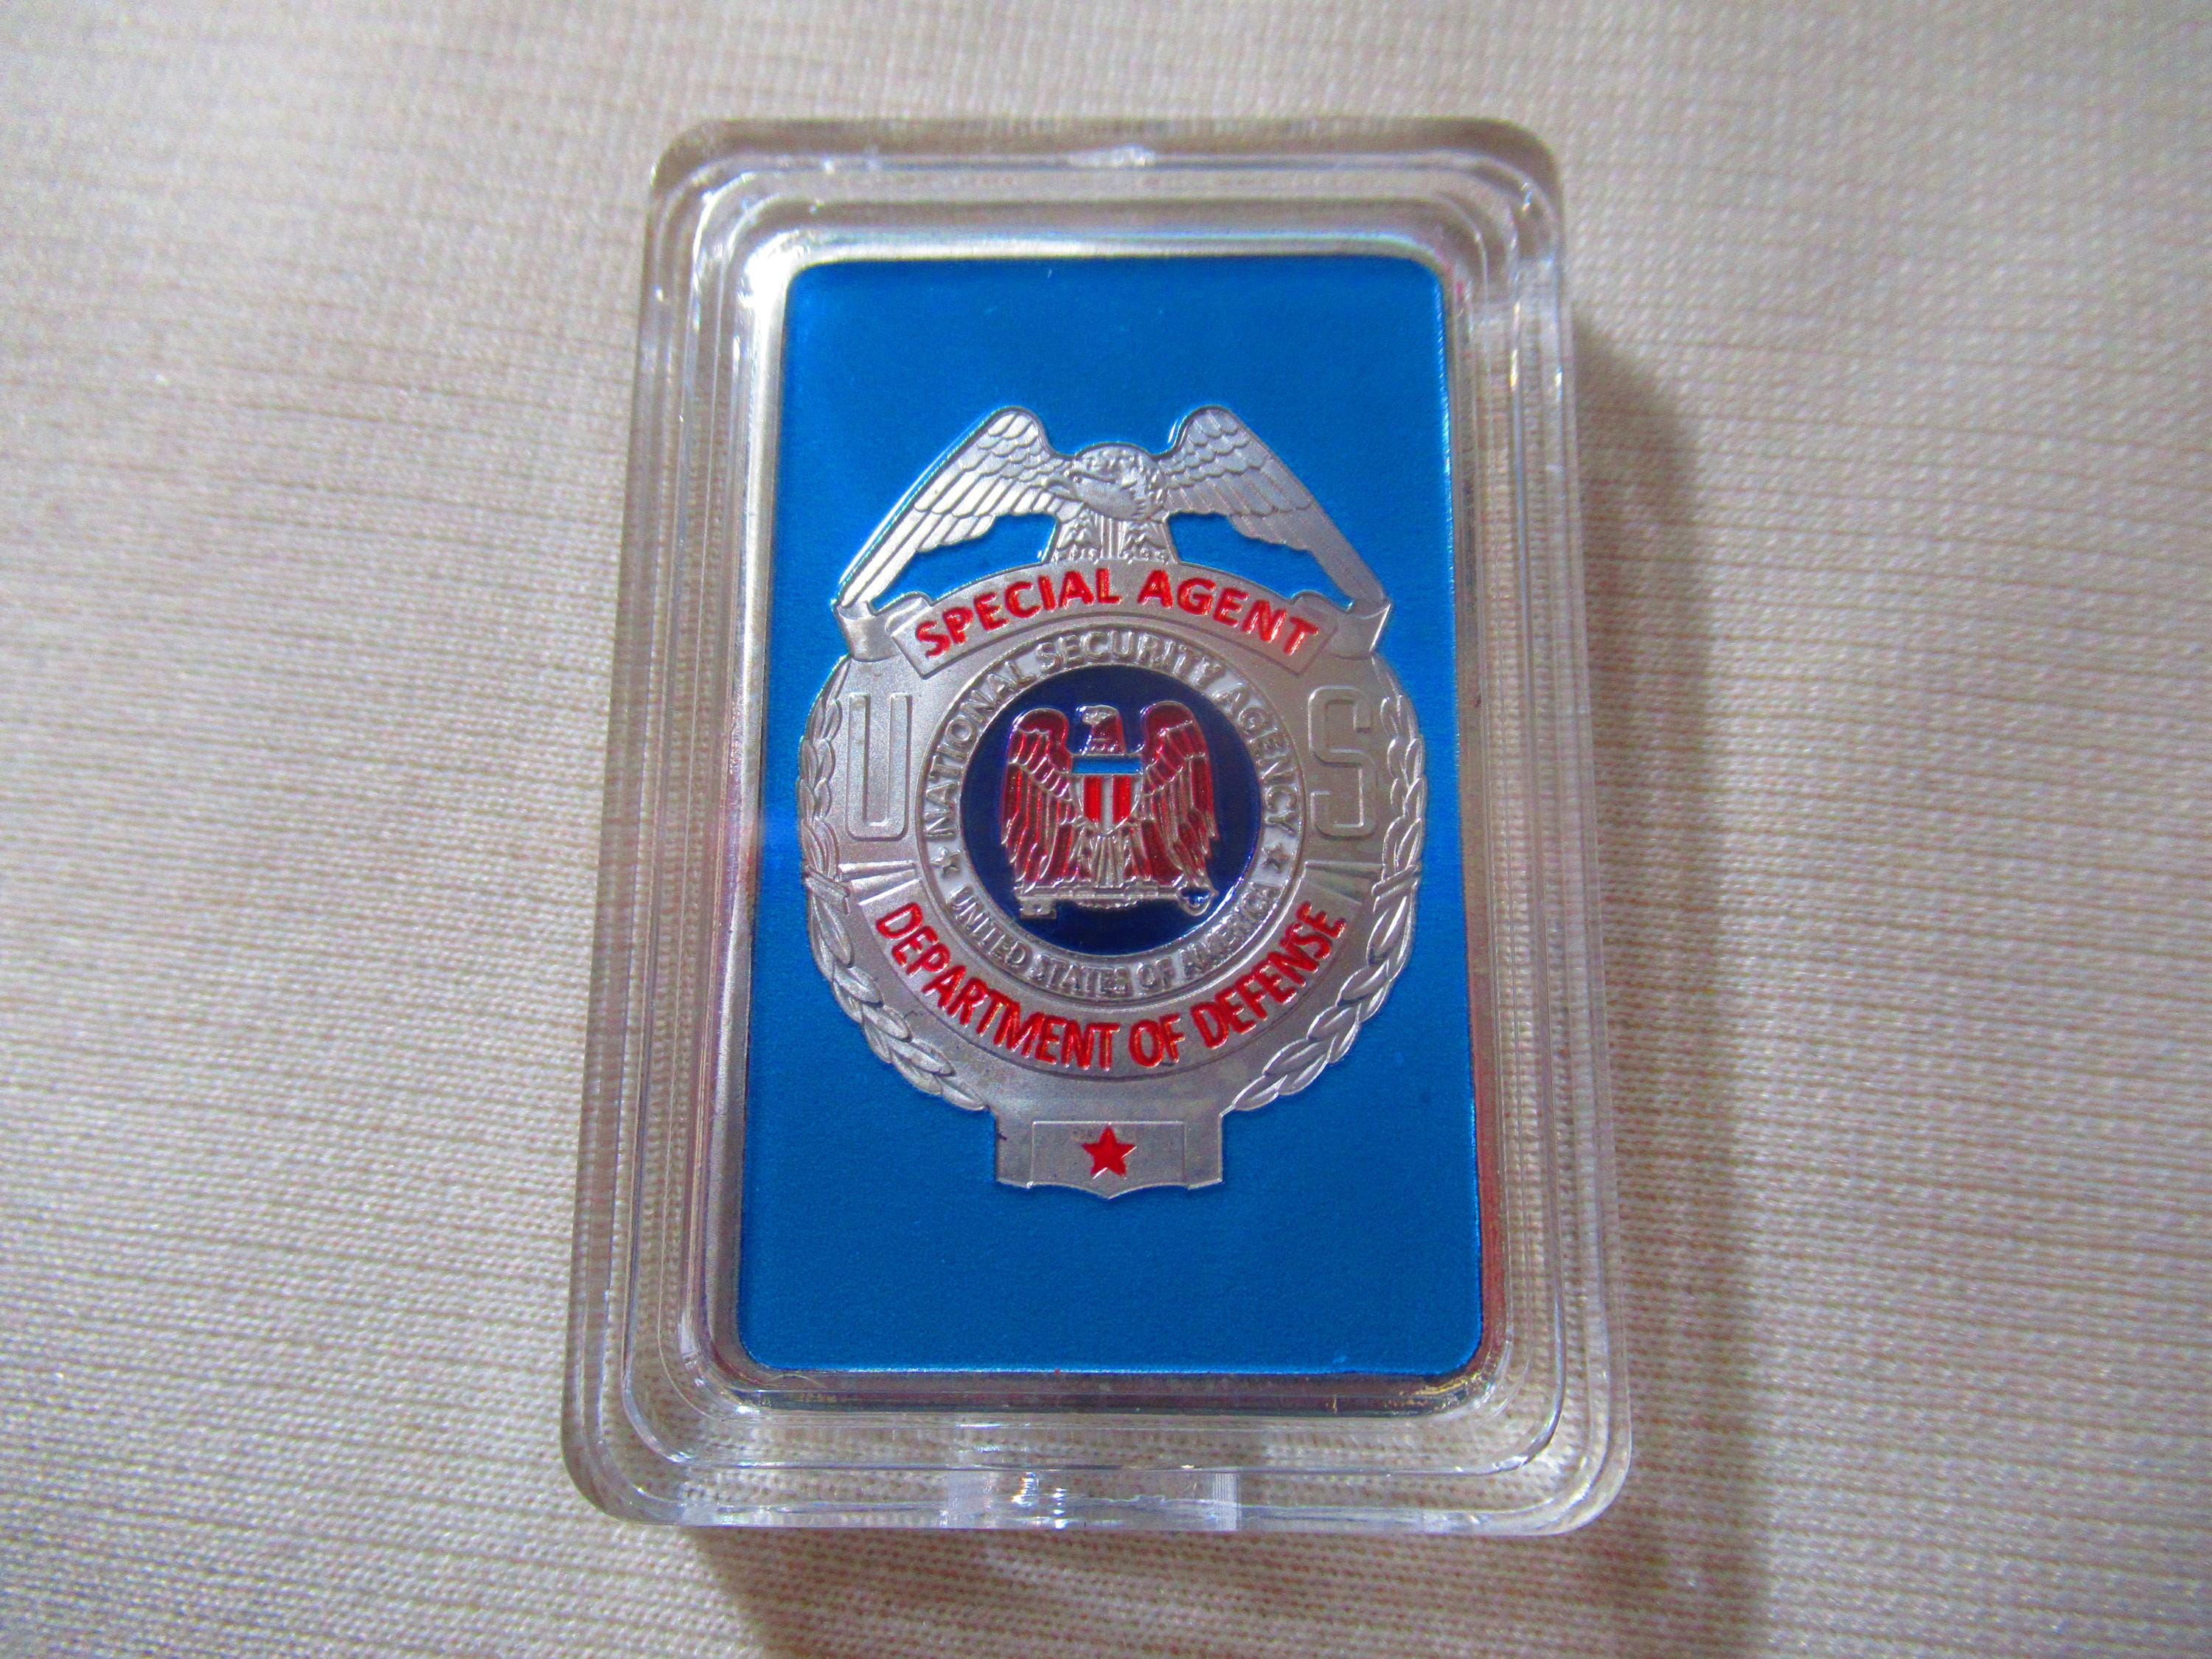 SPECIAL AGENT
NATIONAL SECURITY AGENCY
U S
UNITED STATES OF AMERICA
DEPARTMENT OF DEFENSE